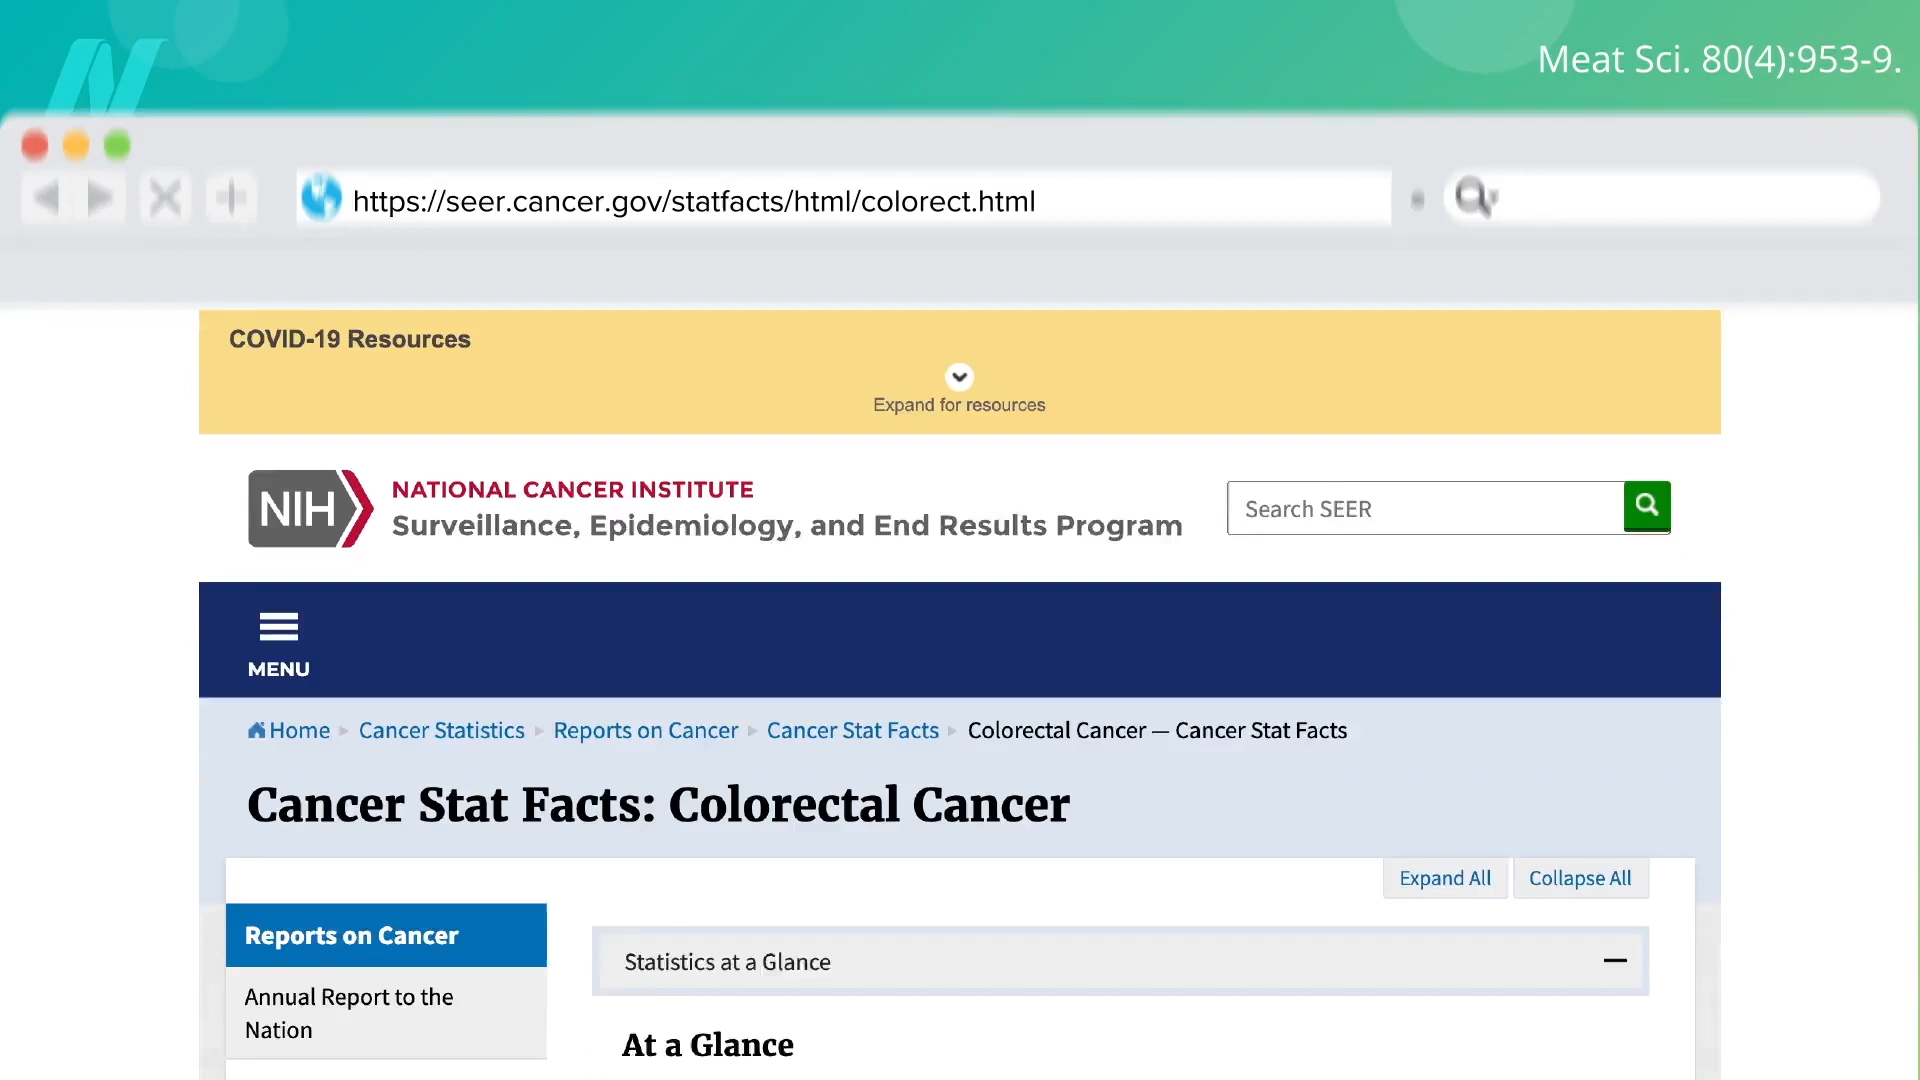 Meat Sci. 80(4):953-9.
https://seer.cancer.gov/statfacts/html/colorect.html
COVID-19 Resources
Expand for resources
NIH
NATIONAL CANCER INSTITUTE
Surveillance, Epidemiology, and End Results Program
Search SEER
MENU
Home Cancer Statistics Reports on Cancer Cancer Stat Facts Colorectal Cancer — Cancer Stat Facts
Cancer Stat Facts: Colorectal Cancer
Expand All Collapse All
Reports on Cancer
Annual Report to the
Nation
Statistics at a Glance
At a Glance